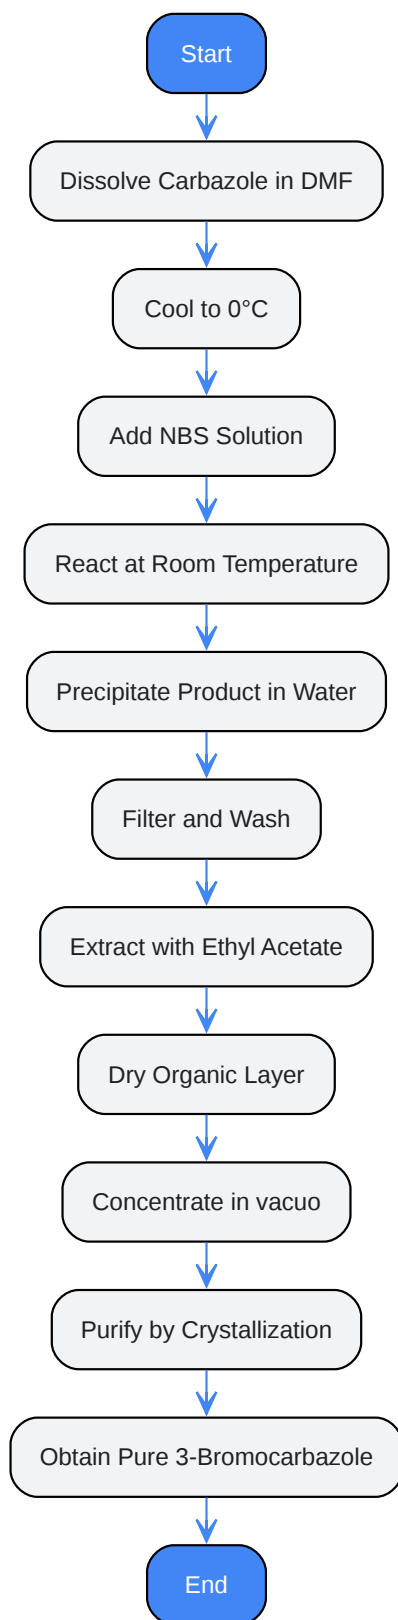 Start
Dissolve Carbazole in DMF
Cool to 0°C
Add NBS Solution
React at Room Temperature
Precipitate Product in Water
Filter and Wash
Extract with Ethyl Acetate
Dry Organic Layer
Concentrate in vacuo
Purify by Crystallization
Obtain Pure 3-Bromocarbazole
End